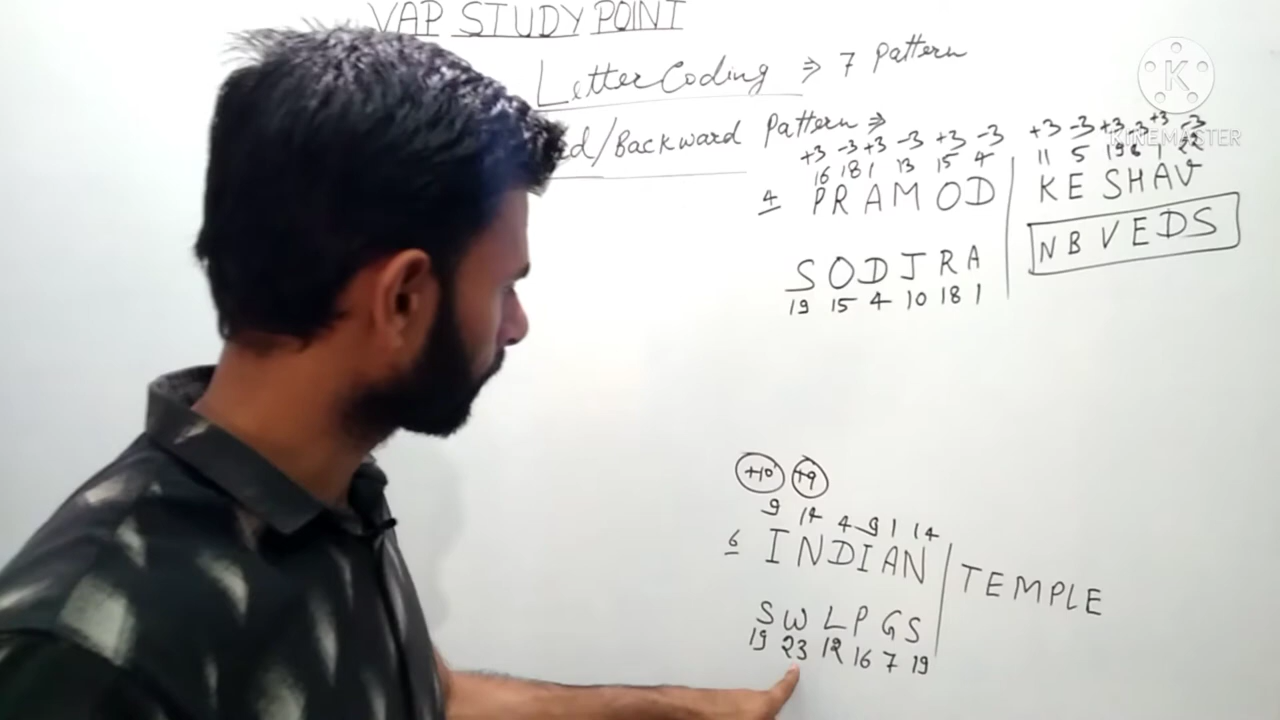 VAP STUDY POINT
Letter Coding ⇒ 7 Pattern
ed/Backward Pattern ⇒
+3 -3 +3 -3 +3 -3
16 18 1 13 15 4
4 PRAMOD
SODJRA
19 15 4 10 18 1
+3 -3 +3 -3 +3 -3
11 5 19 8 1 22
KESHAV
NBVEDS
K
KINEMASTER
+10 +9
9 14 4 9 1 14
6 INDIAN
TEMPLE
SWLPGS
19 23 12 16 7 19